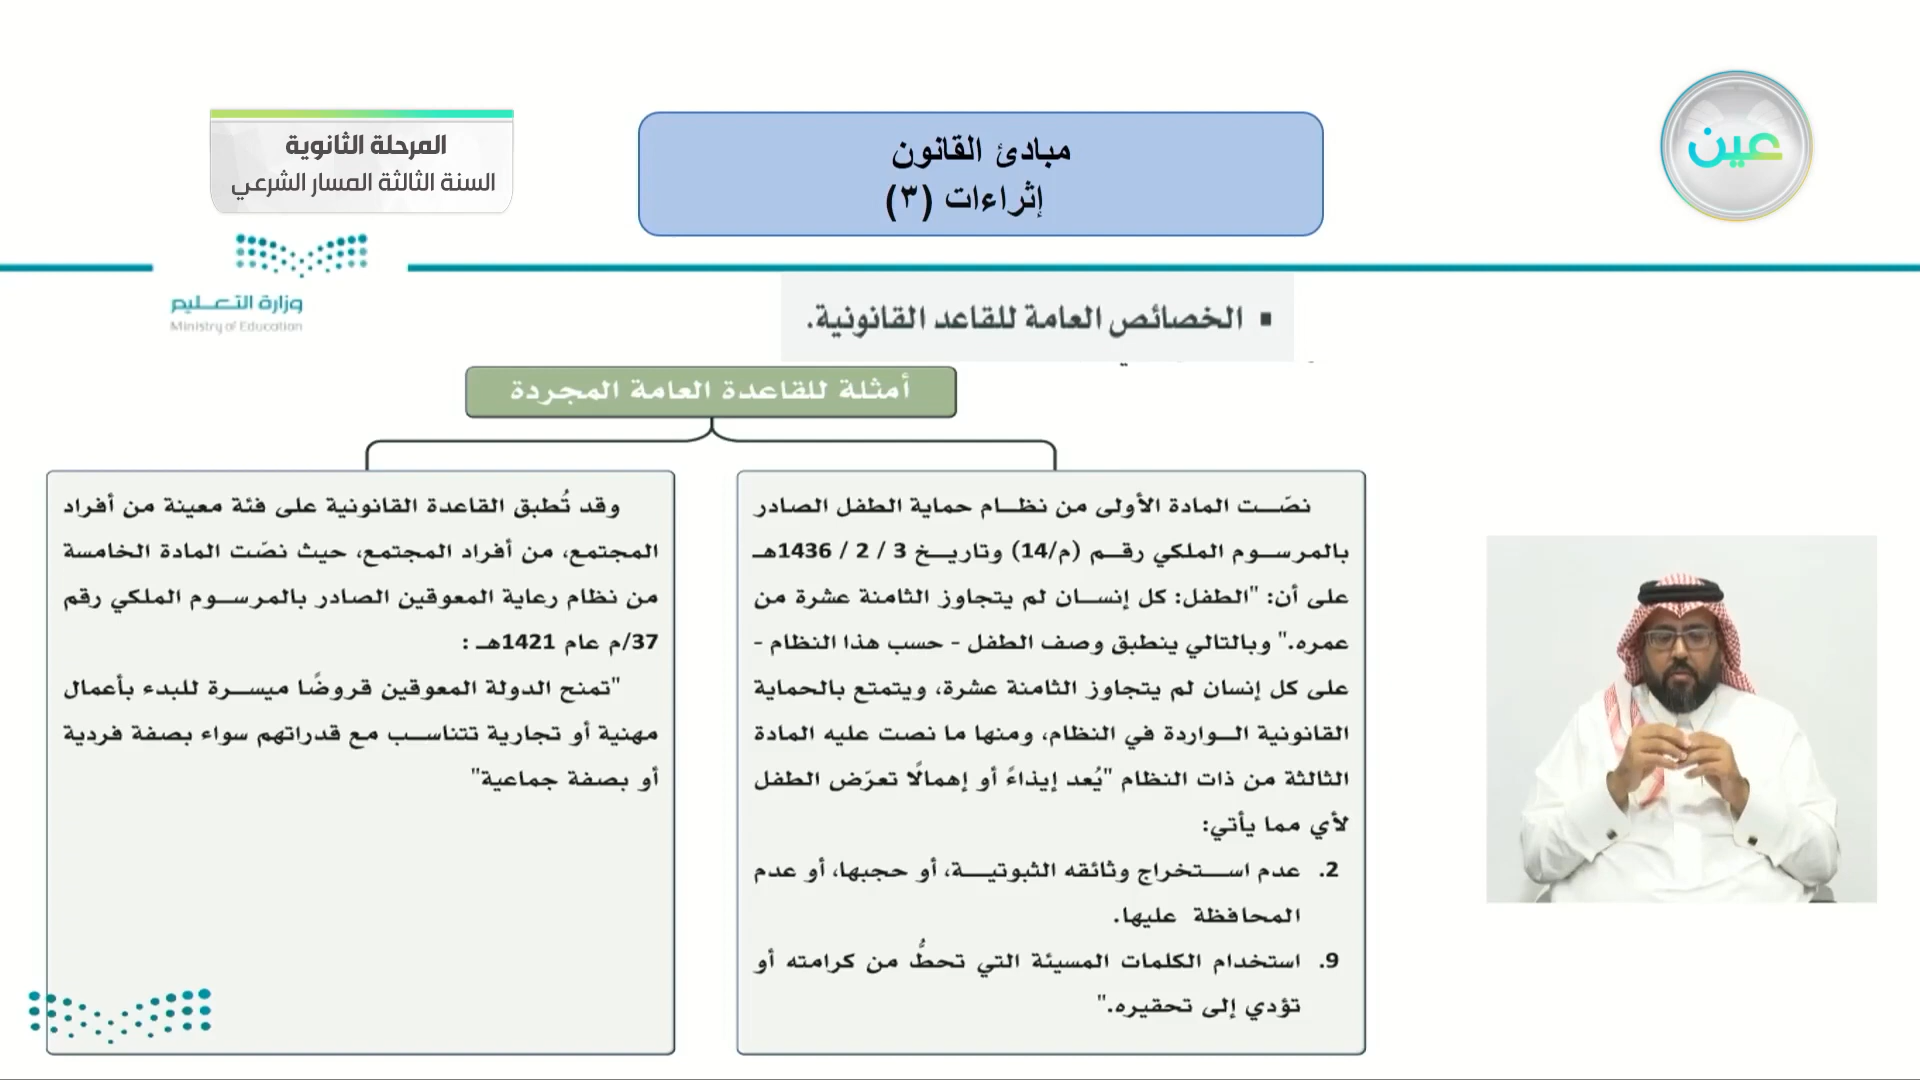 عين
مبادئ القانون
إثراءات (٣)
المرحلة الثانوية
السنة الثالثة المسار الشرعي
وزارة التعليم
Ministry of Education
▪ الخصائص العامة للقاعد القانونية.
أمثلة للقاعدة العامة المجردة
نصّت المادة الأولى من نظام حماية الطفل الصادر
بالمرسوم الملكي رقم (م/14) وتاريخ 3 / 2 / 1436هـ
على أن: "الطفل: كل إنسان لم يتجاوز الثامنة عشرة من
عمره." وبالتالي ينطبق وصف الطفل - حسب هذا النظام -
على كل إنسان لم يتجاوز الثامنة عشرة، ويتمتع بالحماية
القانونية الواردة في النظام، ومنها ما نصت عليه المادة
الثالثة من ذات النظام "يُعد إيذاءً أو إهمالًا تعرّض الطفل
لأي مما يأتي:
2. عدم استخراج وثائقه الثبوتية، أو حجبها، أو عدم
المحافظة عليها.
9. استخدام الكلمات المسيئة التي تحطُّ من كرامته أو
تؤدي إلى تحقيره."
وقد تُطبق القاعدة القانونية على فئة معينة من أفراد
المجتمع، من أفراد المجتمع، حيث نصّت المادة الخامسة
من نظام رعاية المعوقين الصادر بالمرسوم الملكي رقم
37/م عام 1421هـ :
"تمنح الدولة المعوقين قروضًا ميسرة للبدء بأعمال
مهنية أو تجارية تتناسب مع قدراتهم سواء بصفة فردية
أو بصفة جماعية"